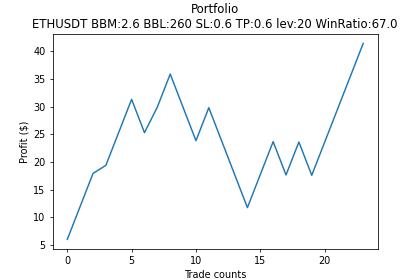 Portfolio
ETHUSDT BBM:2.6 BBL:260 SL:0.6 TP:0.6 lev:20 WinRatio:67.0
40
35
30
25
20
15
10
5
Profit ($)
0 5 10 15 20
Trade counts